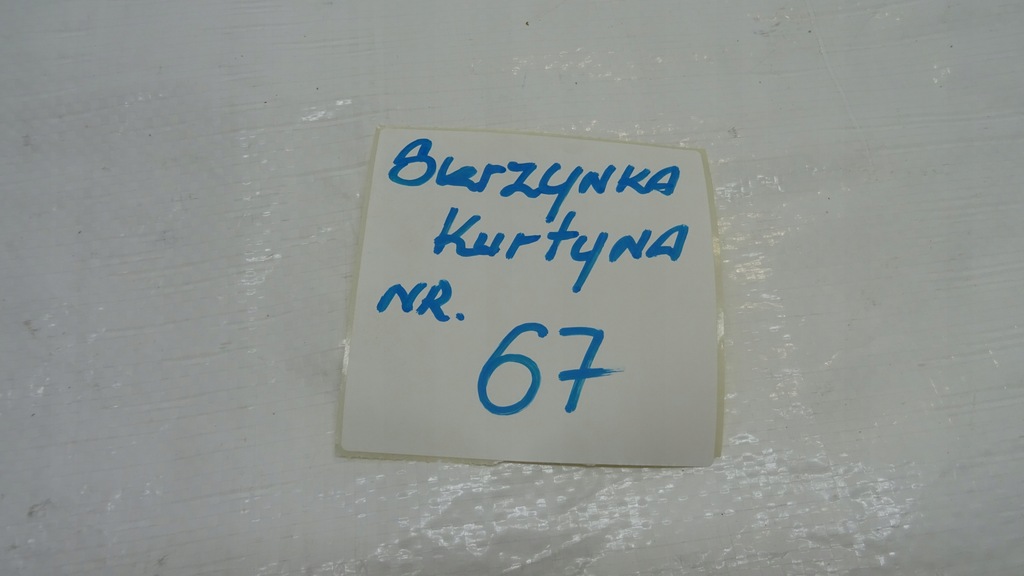 SkrzyNKA
KurtyNA
NR.
67